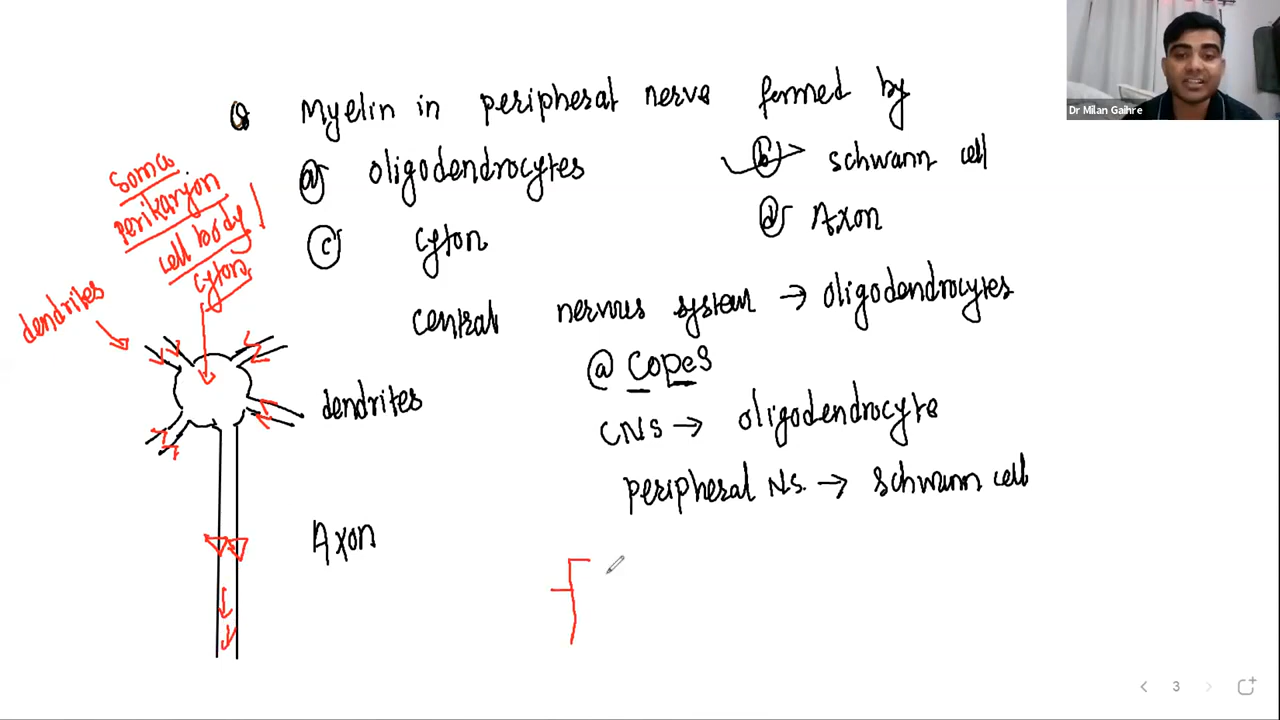 Dr Milan Gaihre
Q Myelin in peripheral nerve formed by
a oligodendrocytes
b schwann cell
c cyton
d Axon
soma
perikaryon
cell body
cyton
dendrites
central nervous system → oligodendrocytes
@ COPeS
dendrites
CNS → oligodendrocyte
peripheral N.S. → schwann cell
Axon
3